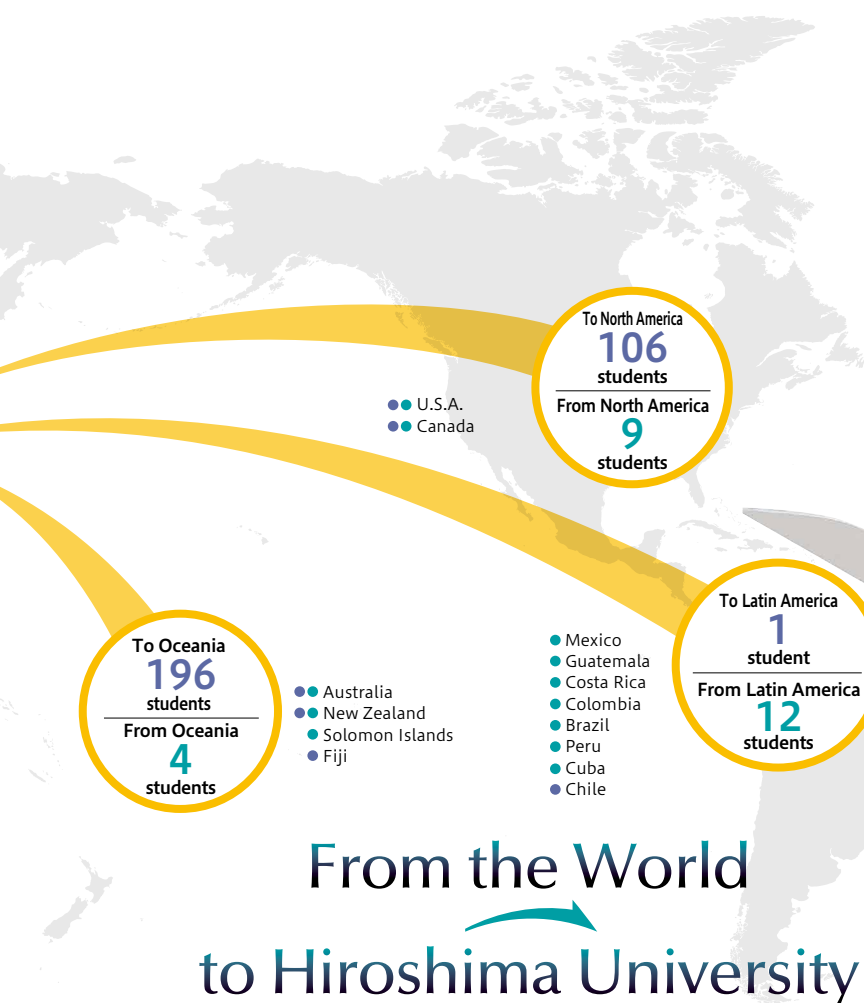 To North America
106
students
From North America
9
students
U.S.A.
Canada
To Latin America
1
student
From Latin America
12
students
Mexico
Guatemala
Costa Rica
Colombia
Brazil
Peru
Cuba
Chile
To Oceania
196
students
From Oceania
4
students
Australia
New Zealand
Solomon Islands
Fiji
From the World
to Hiroshima University